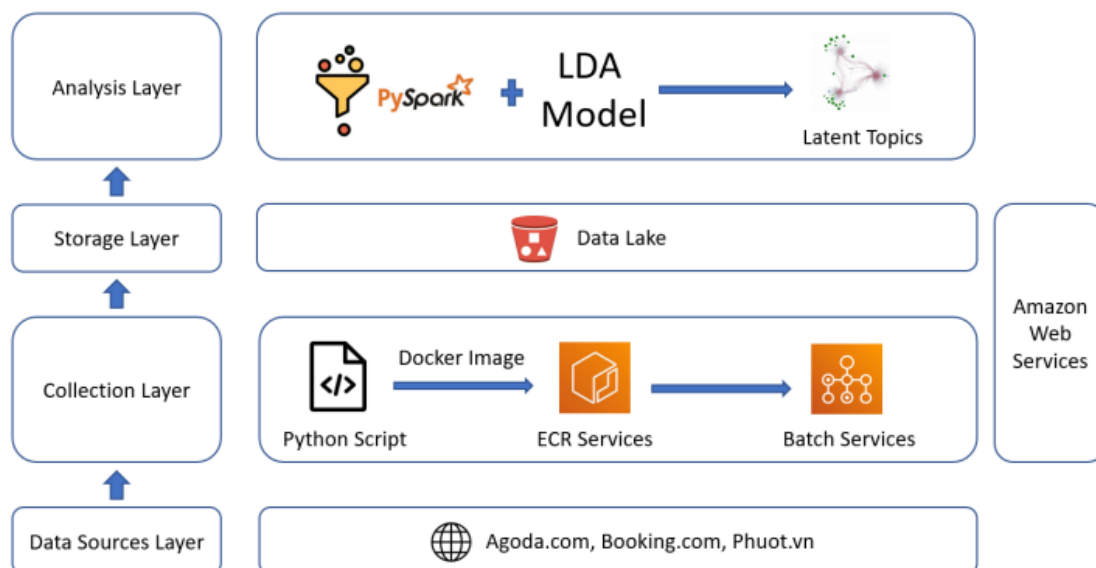 Analysis Layer
PySpark
LDA
Model
Latent Topics
Storage Layer
Data Lake
Amazon
Web
Services
Collection Layer
Docker Image
</>
Python Script
ECR Services
Batch Services
Data Sources Layer
Agoda.com, Booking.com, Phuot.vn